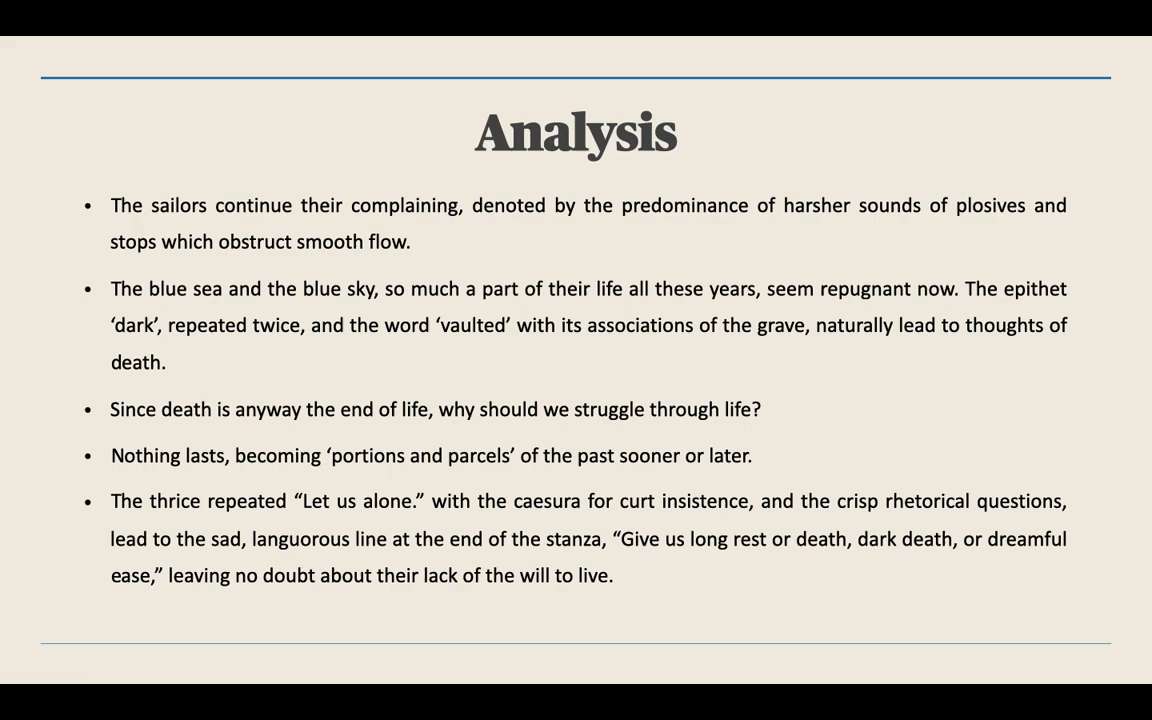 Analysis
• The sailors continue their complaining, denoted by the predominance of harsher sounds of plosives and
stops which obstruct smooth flow.
• The blue sea and the blue sky, so much a part of their life all these years, seem repugnant now. The epithet
‘dark’, repeated twice, and the word ‘vaulted’ with its associations of the grave, naturally lead to thoughts of
death.
• Since death is anyway the end of life, why should we struggle through life?
• Nothing lasts, becoming ‘portions and parcels’ of the past sooner or later.
• The thrice repeated “Let us alone.” with the caesura for curt insistence, and the crisp rhetorical questions,
lead to the sad, languorous line at the end of the stanza, “Give us long rest or death, dark death, or dreamful
ease,” leaving no doubt about their lack of the will to live.